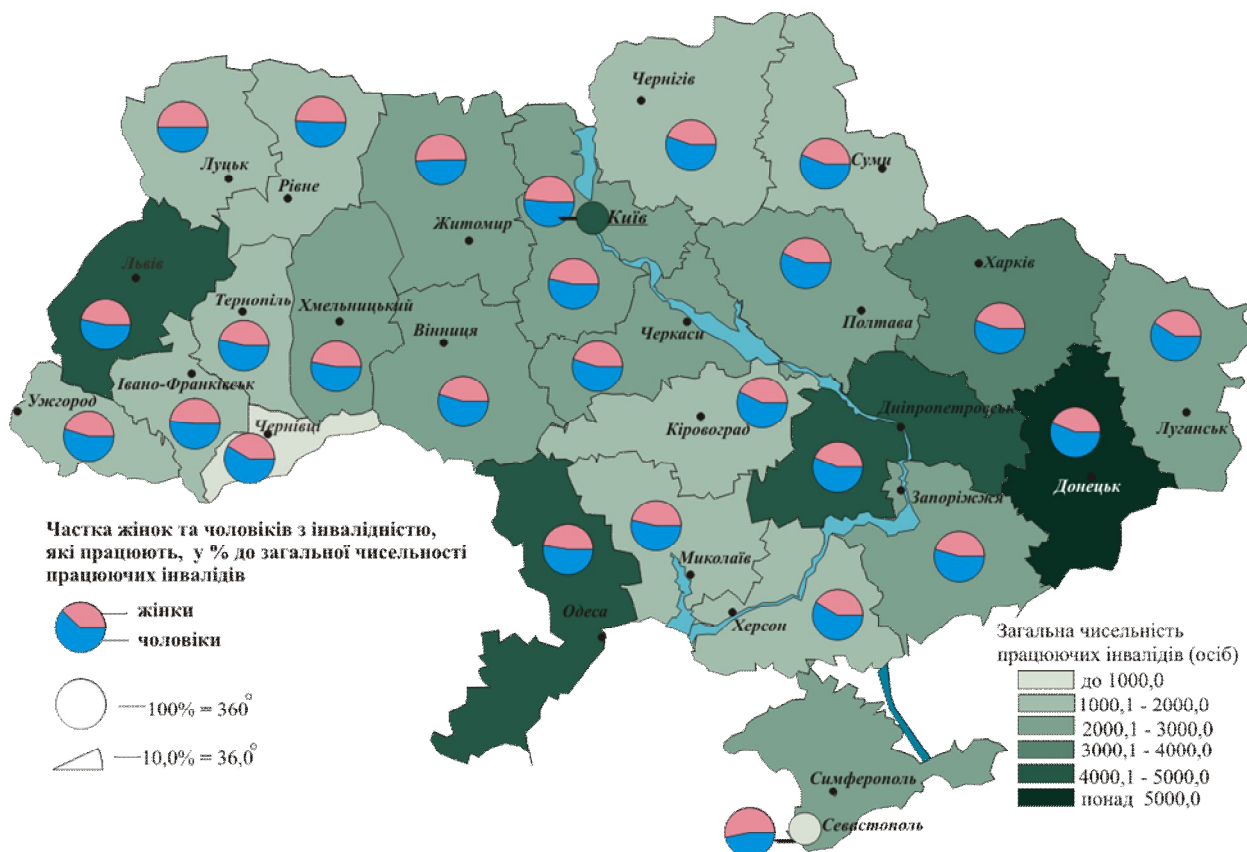 Чернігів
Суми
Луцьк
Рівне
Київ
Житомир
Львів
Харків
Тернопіль
Хмельницький
Вінниця
Черкаси
Полтава
Івано-Франківськ
Ужгород
Чернівці
Кіровоград
Дніпропетровськ
Луганськ
Донецьк
Запоріжжя
Миколаїв
Одеса
Херсон
Симферополь
Севастополь
Частка жінок та чоловіків з інвалідністю,
які працюють, у % до загальної чисельності
працюючих інвалідів
жінки
чоловіки
100% = 360°
10,0% = 36,0°
Загальна чисельність
працюючих інвалідів (осіб)
до 1000,0
1000,1 - 2000,0
2000,1 - 3000,0
3000,1 - 4000,0
4000,1 - 5000,0
понад 5000,0